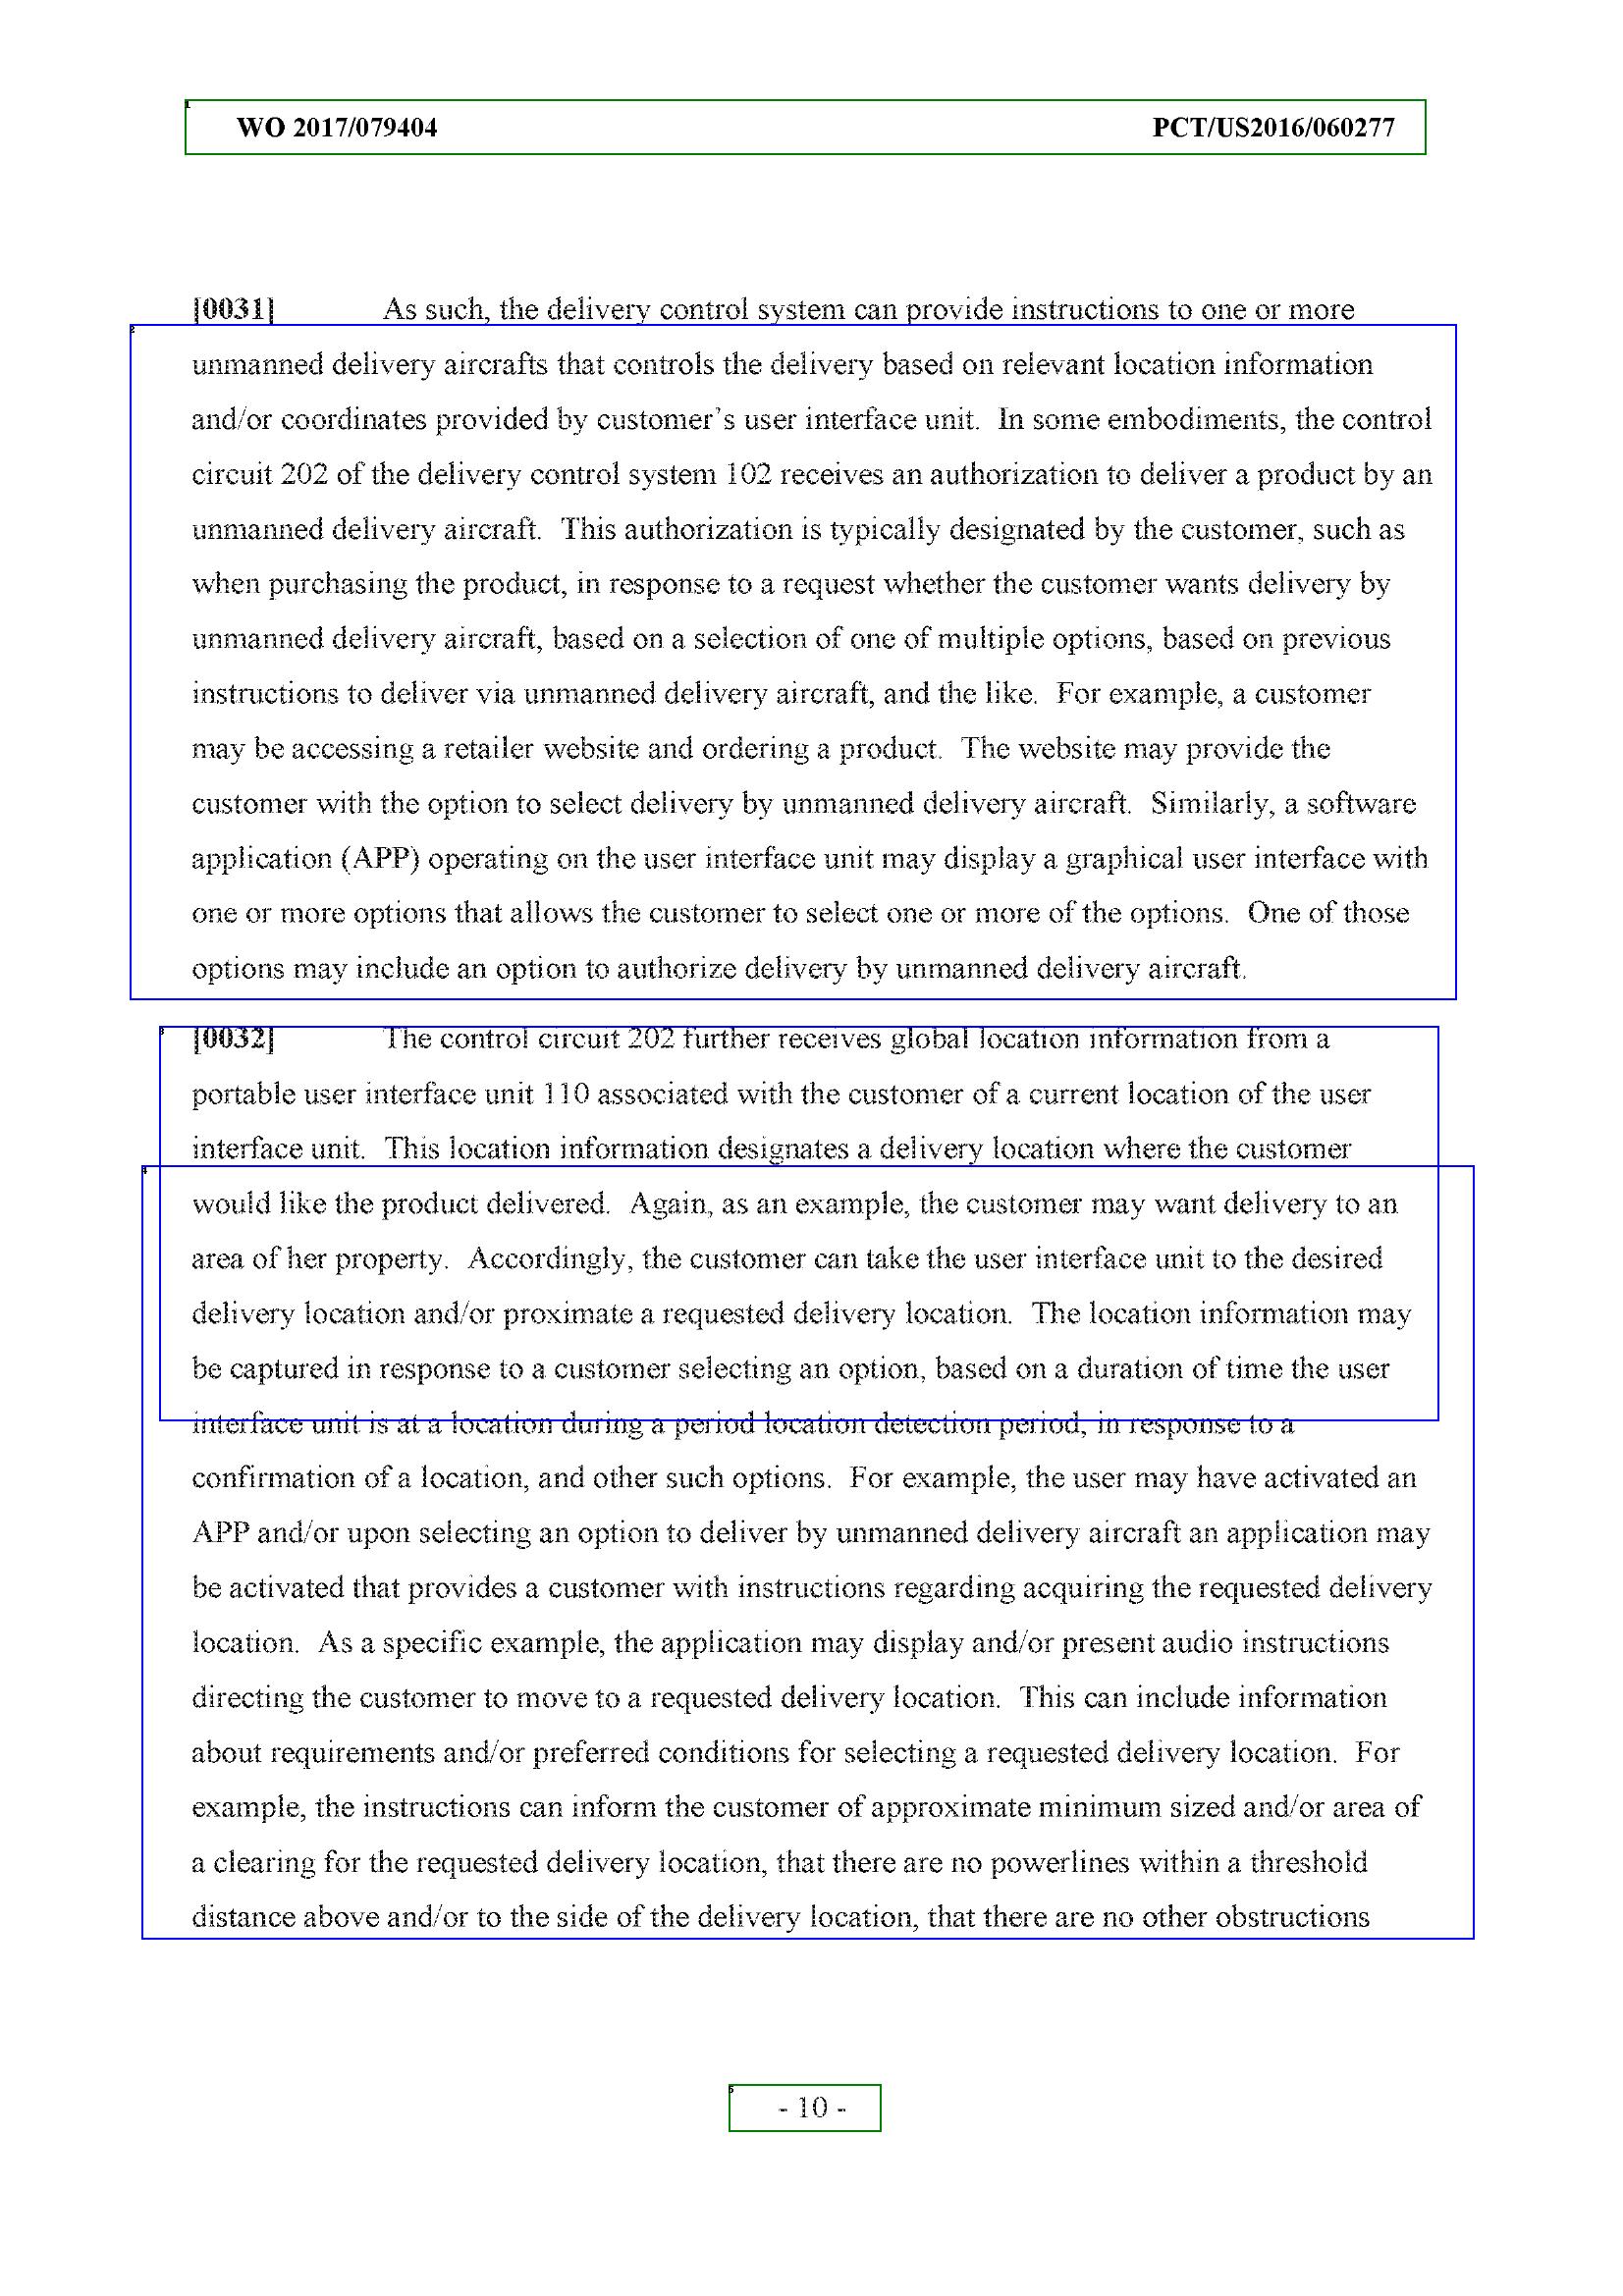 WO 2017/079404 PCT/US2016/060277
[0031] As such, the delivery control system can provide instructions to one or more
unmanned delivery aircrafts that controls the delivery based on relevant location information
and/or coordinates provided by customer's user interface unit. In some embodiments, the control
circuit 202 of the delivery control system 102 receives an authorization to deliver a product by an
unmanned delivery aircraft. This authorization is typically designated by the customer, such as
when purchasing the product, in response to a request whether the customer wants delivery by
unmanned delivery aircraft, based on a selection of one of multiple options, based on previous
instructions to deliver via unmanned delivery aircraft, and the like. For example, a customer
may be accessing a retailer website and ordering a product. The website may provide the
customer with the option to select delivery by unmanned delivery aircraft. Similarly, a software
application (APP) operating on the user interface unit may display a graphical user interface with
one or more options that allows the customer to select one or more of the options. One of those
options may include an option to authorize delivery by unmanned delivery aircraft.
[0032] The control circuit 202 further receives global location information from a
portable user interface unit 110 associated with the customer of a current location of the user
interface unit. This location information designates a delivery location where the customer
would like the product delivered. Again, as an example, the customer may want delivery to an
area of her property. Accordingly, the customer can take the user interface unit to the desired
delivery location and/or proximate a requested delivery location. The location information may
be captured in response to a customer selecting an option, based on a duration of time the user
interface unit is at a location during a period location detection period, in response to a
confirmation of a location, and other such options. For example, the user may have activated an
APP and/or upon selecting an option to deliver by unmanned delivery aircraft an application may
be activated that provides a customer with instructions regarding acquiring the requested delivery
location. As a specific example, the application may display and/or present audio instructions
directing the customer to move to a requested delivery location. This can include information
about requirements and/or preferred conditions for selecting a requested delivery location. For
example, the instructions can inform the customer of approximate minimum sized and/or area of
a clearing for the requested delivery location, that there are no powerlines within a threshold
distance above and/or to the side of the delivery location, that there are no other obstructions
- 10 -